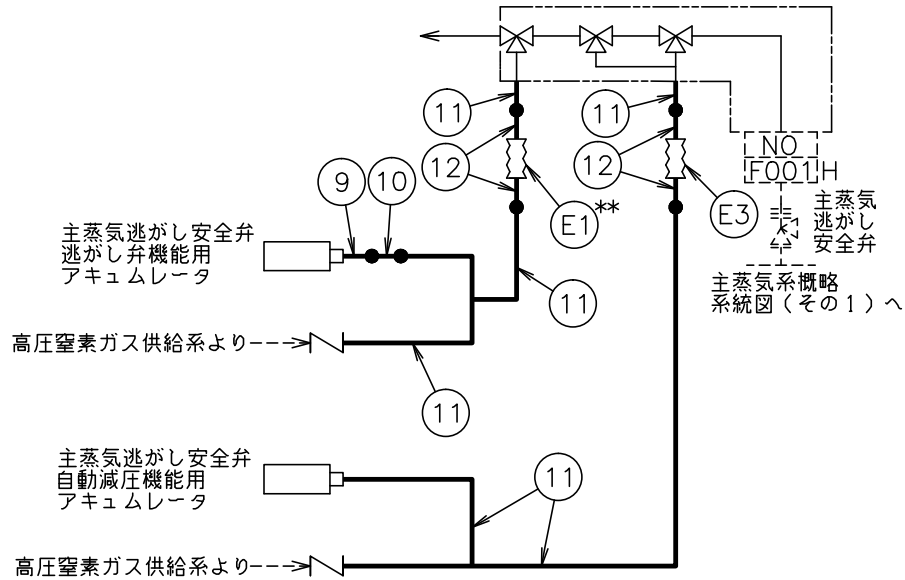 11
11
NO
12
12
F001
H
9
10
E1
**
E3
主蒸気
逃がし
安全弁
主蒸気逃がし安全弁
逃がし弁機能用
アキュムレータ
主蒸気系概略
系統図(その1)へ
11
高圧窒素ガス供給系より
11
主蒸気逃がし安全弁
自動減圧機能用
アキュムレータ
11
高圧窒素ガス供給系より